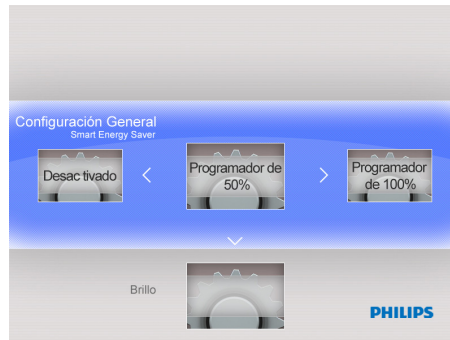 Configuración General
Smart Energy Saver
Desac tivado
Programador de
50%
Programador
de 100%
Brillo
PHILIPS